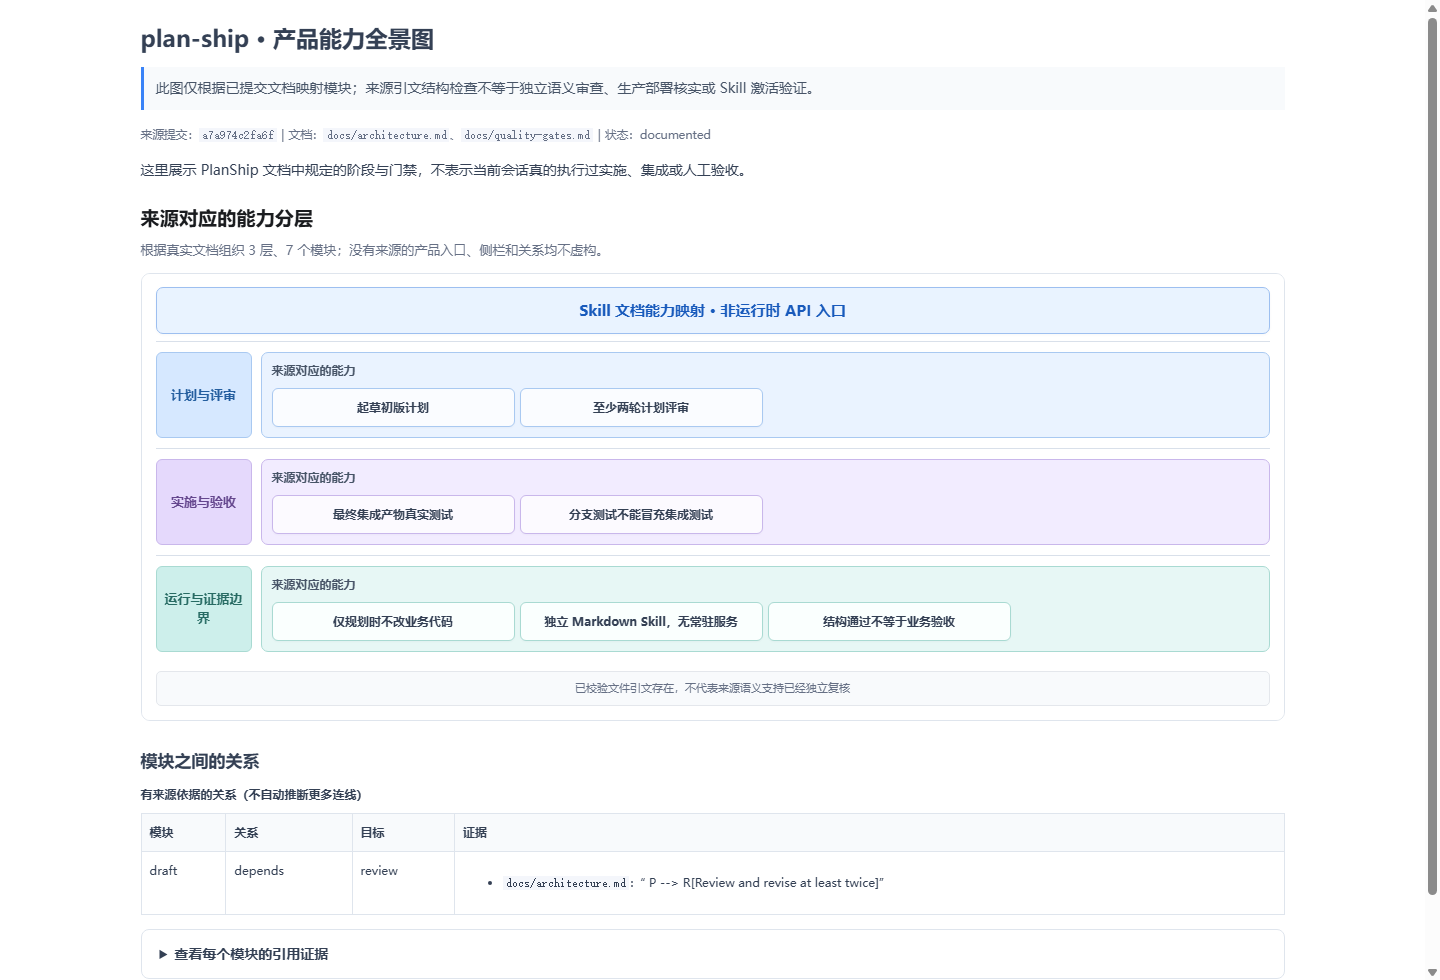 plan-ship • 产品能力全景图
此图仅根据已提交文档映射模块；来源引文结构检查不等于独立语义审查、生产部署核实或 Skill 激活验证。
来源提交： a7a974c2fa6f | 文档： docs/architecture.md、 docs/quality-gates.md | 状态： documented
这里展示 PlanShip 文档中规定的阶段与门禁，不表示当前会话真的执行过实施、集成或人工验收。
来源对应的能力分层
根据真实文档组织 3 层、7 个模块；没有来源的产品入口、侧栏和关系均不虚构。
Skill 文档能力映射 • 非运行时 API 入口
计划与评审
来源对应的能力
起草初版计划
至少两轮计划评审
实施与验收
来源对应的能力
最终集成产物真实测试
分支测试不能冒充集成测试
运行与证据边
界
来源对应的能力
仅规划时不改业务代码
独立 Markdown Skill，无常驻服务
结构通过不等于业务验收
已校验文件引文存在，不代表来源语义支持已经独立复核
模块之间的关系
有来源依据的关系（不自动推断更多连线）
模块 关系 目标 证据
draft depends review • docs/architecture.md： “ P --> R[Review and revise at least twice]”
▶ 查看每个模块的引用证据